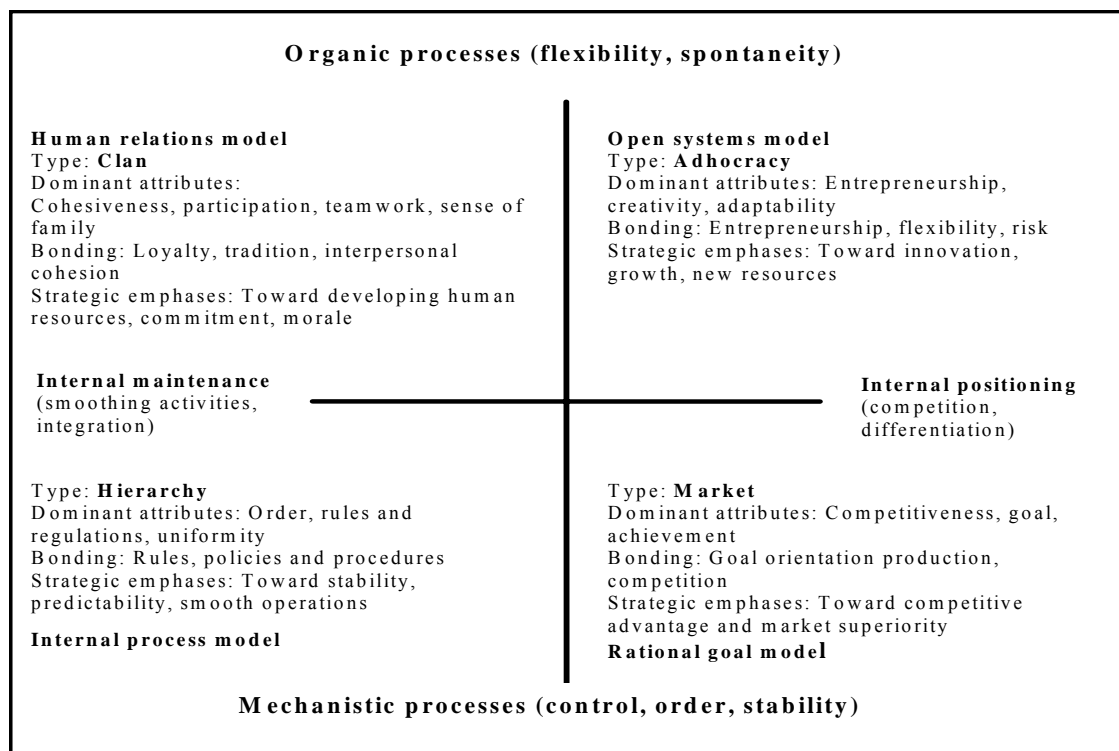 Organic processes (flexibility, spontaneity)
Human relations model
Type: Clan
Dominant attributes:
Cohesiveness, participation, teamwork, sense of
family
Bonding: Loyalty, tradition, interpersonal
cohesion
Strategic emphases: Toward developing human
resources, commitment, morale
Open systems model
Type: Adhocracy
Dominant attributes: Entrepreneurship,
creativity, adaptability
Bonding: Entrepreneurship, flexibility, risk
Strategic emphases: Toward innovation,
growth, new resources
Internal maintenance
(smoothing activities,
integration)
Internal positioning
(competition,
differentiation)
Type: Hierarchy
Dominant attributes: Order, rules and
regulations, uniformity
Bonding: Rules, policies and procedures
Strategic emphases: Toward stability,
predictability, smooth operations
Internal process model
Type: Market
Dominant attributes: Competitiveness, goal,
achievement
Bonding: Goal orientation production,
competition
Strategic emphases: Toward competitive
advantage and market superiority
Rational goal model
Mechanistic processes (control, order, stability)